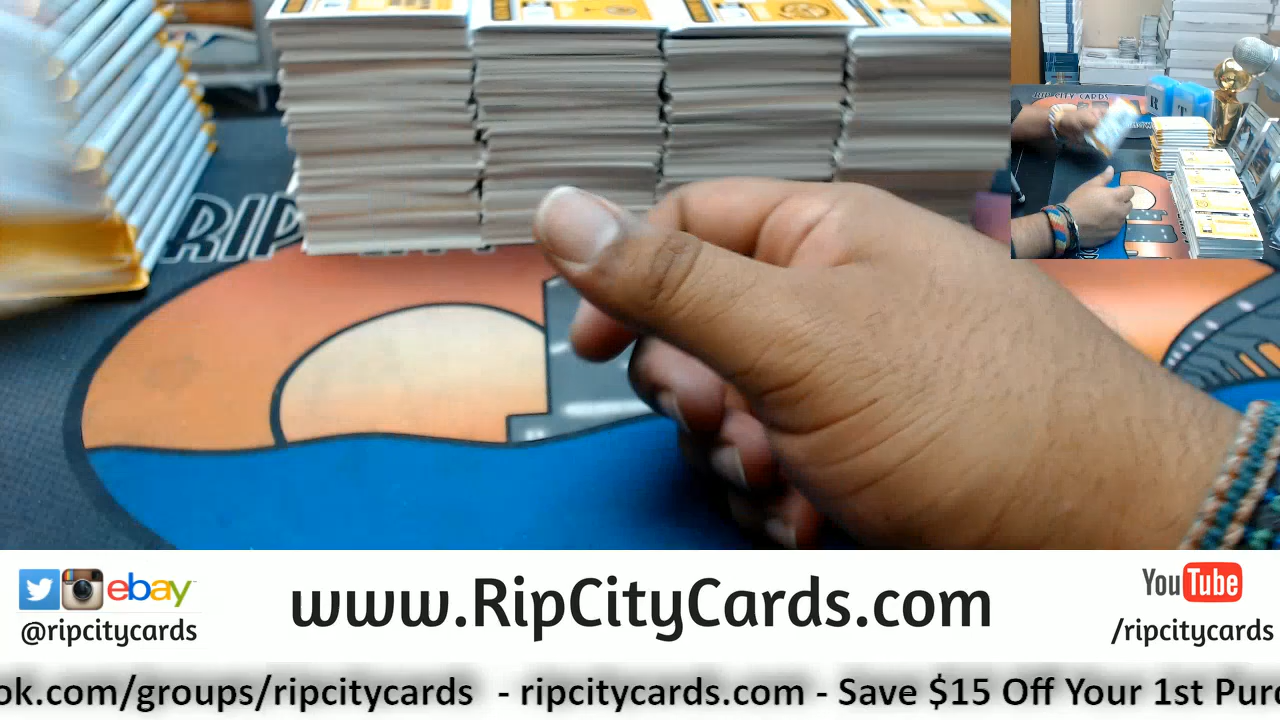 RIP
RIP CITY CARDS
R
T
ebay
@ripcitycards
www.RipCityCards.com
YouTube
/ripcitycards
ok.com/groups/ripcitycards - ripcitycards.com - Save $15 Off Your 1st Purc